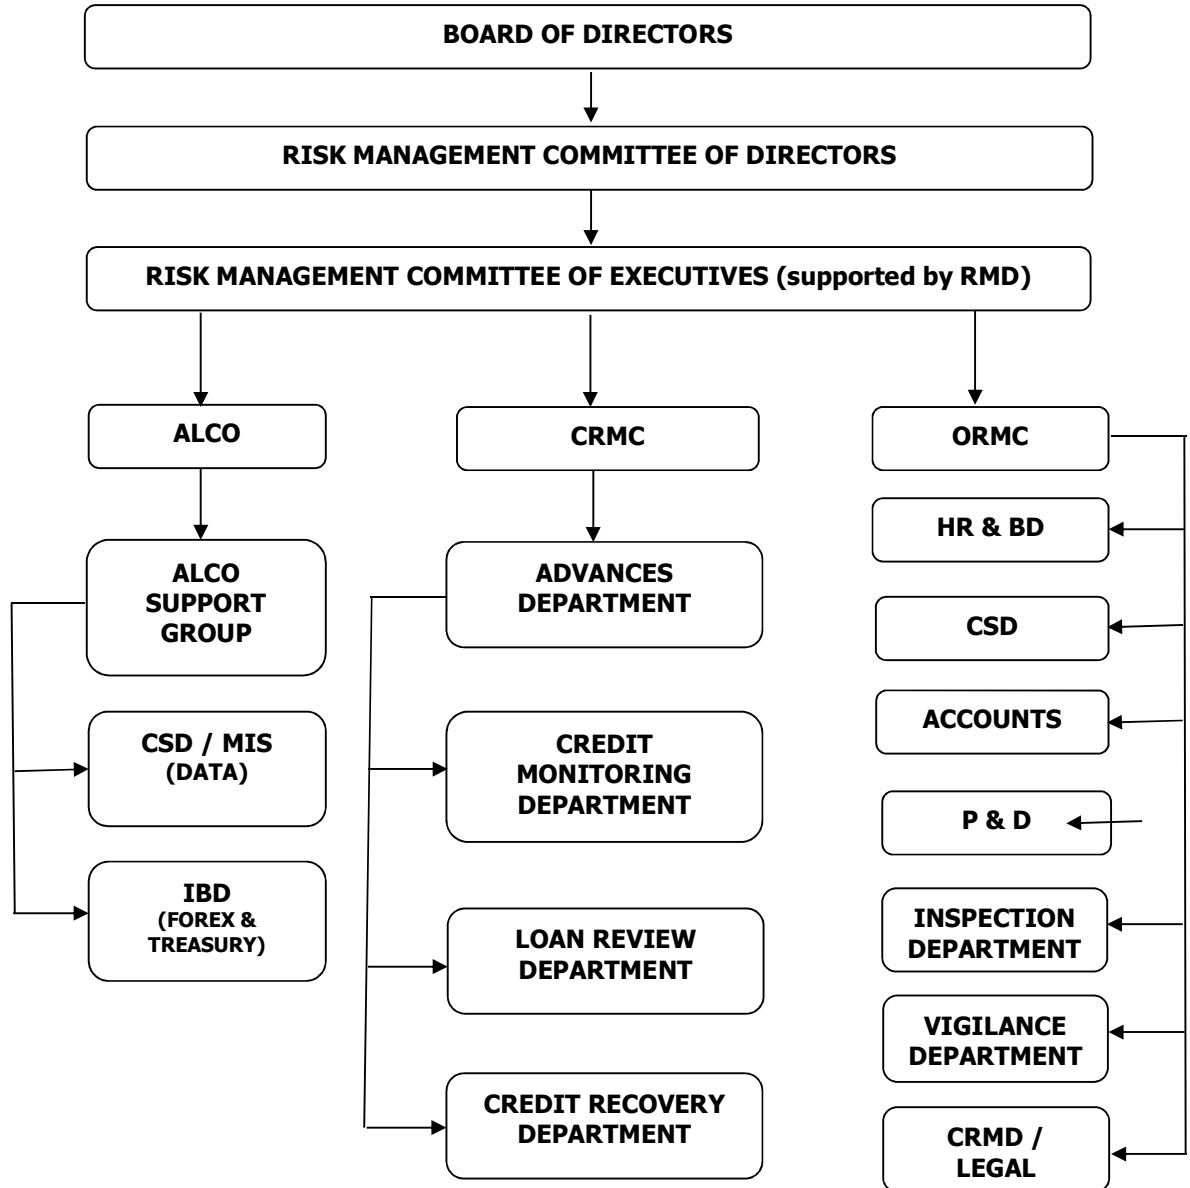 BOARD OF DIRECTORS
RISK MANAGEMENT COMMITTEE OF DIRECTORS
RISK MANAGEMENT COMMITTEE OF EXECUTIVES (supported by RMD)
ALCO
CRMC
ORMC
ALCO
SUPPORT
GROUP
CSD / MIS
(DATA)
IBD
(FOREX &
TREASURY)
ADVANCES
DEPARTMENT
CREDIT
MONITORING
DEPARTMENT
LOAN REVIEW
DEPARTMENT
CREDIT RECOVERY
DEPARTMENT
HR & BD
CSD
ACCOUNTS
P & D
INSPECTION
DEPARTMENT
VIGILANCE
DEPARTMENT
CRMD /
LEGAL